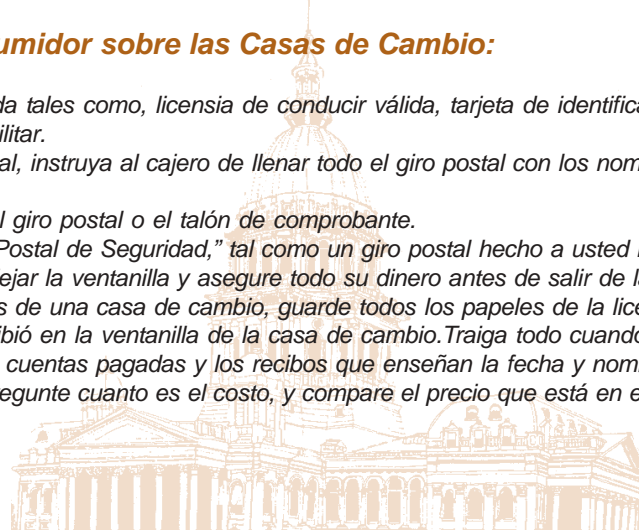 umidor sobre las Casas de Cambio:
da tales como, licensia de conducir válida, tarjeta de identifica
ilitar.
al, instruya al cajero de llenar todo el giro postal con los nom
l giro postal o el talón de comprobante.
Postal de Seguridad,” tal como un giro postal hecho a usted
ejar la ventanilla y asegure todo su dinero antes de salir de l
s de una casa de cambio, guarde todos los papeles de la lice
ibió en la ventanilla de la casa de cambio.Traiga todo cuando
cuentas pagadas y los recibos que enseñan la fecha y nom
egunte cuanto es el costo, y compare el precio que está en e